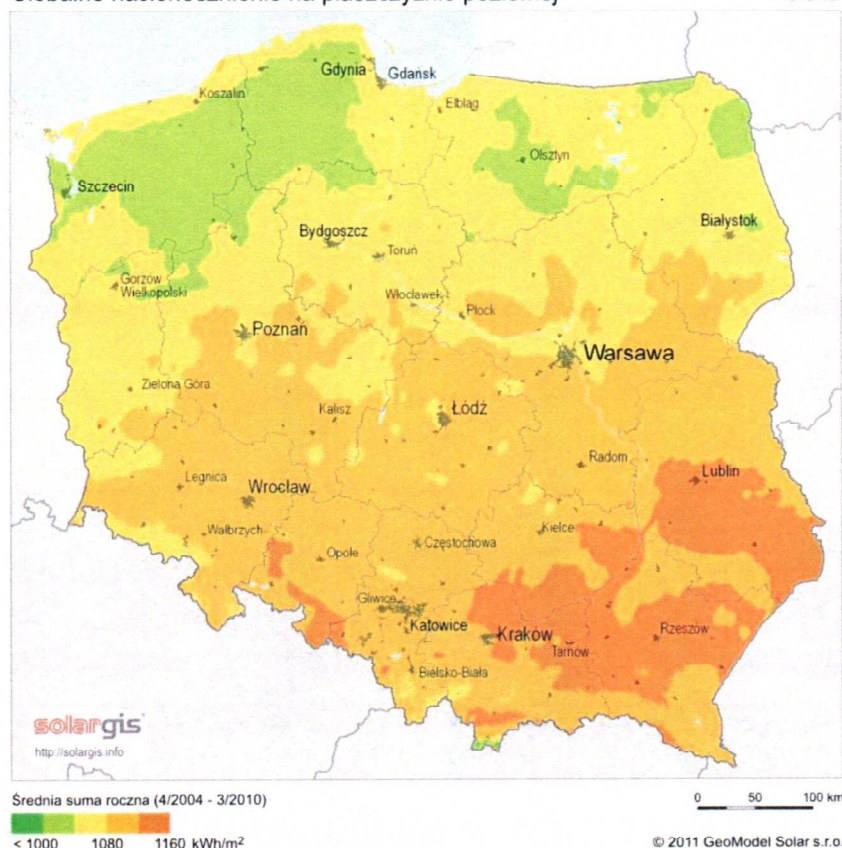 Gdynia
Gdańsk
Koszalin
Elbląg
Olsztyn
Szczecin
Białystok
Bydgoszcz
Toruń
Gorzów
Wielkopolski
Włocławek
Płock
Poznań
Warsawa
Zielona Góra
Kalisz
Łódź
Radom
Legnica
Lublin
Wrocław
Wałbrzych
Kielce
Częstochowa
Opole
Gliwice
Katowice
Kraków
Rzeszów
Tarnów
Bielsko-Biała
solargis
http://solargis.info
Średnia suma roczna (4/2004 - 3/2010)
0 50 100 km
< 1000 1080 1160 kWh/m²
© 2011 GeoModel Solar s.r.o.